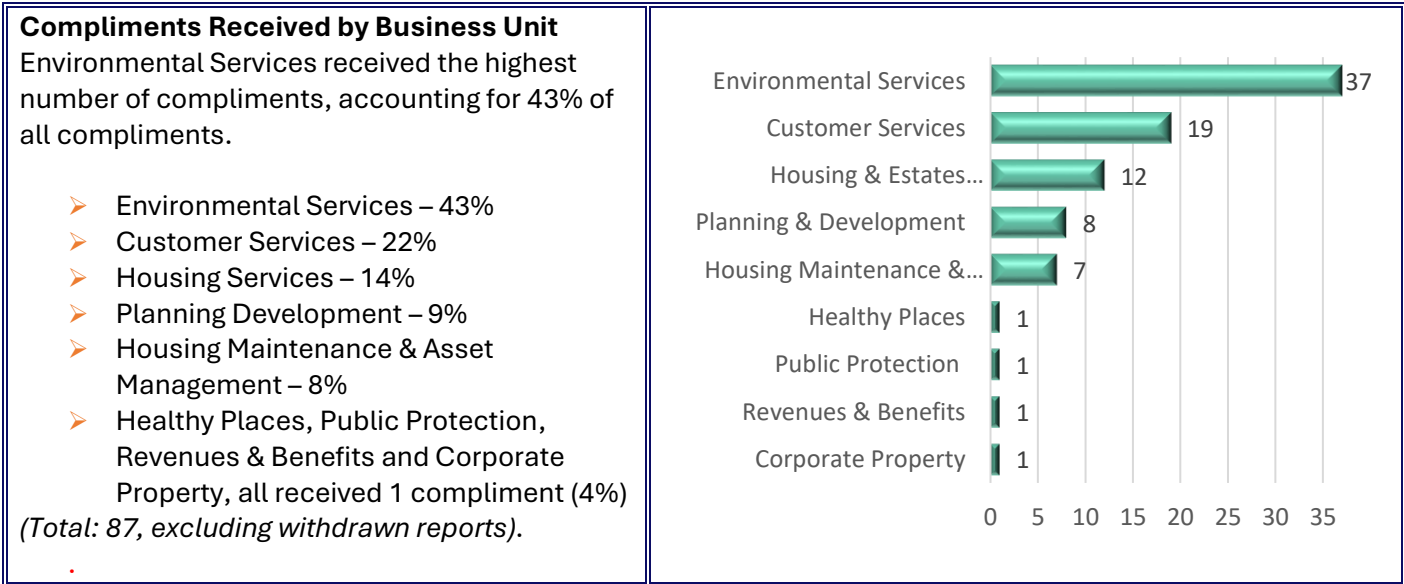 Compliments Received by Business Unit
Environmental Services received the highest
number of compliments, accounting for 43% of
all compliments.
➢ Environmental Services – 43%
➢ Customer Services – 22%
➢ Housing Services – 14%
➢ Planning Development – 9%
➢ Housing Maintenance & Asset
Management – 8%
➢ Healthy Places, Public Protection,
Revenues & Benefits and Corporate
Property, all received 1 compliment (4%)
(Total: 87, excluding withdrawn reports).
.
Environmental Services 37
Customer Services 19
Housing & Estates... 12
Planning & Development 8
Housing Maintenance &... 7
Healthy Places 1
Public Protection 1
Revenues & Benefits 1
Corporate Property 1
0 5 10 15 20 25 30 35